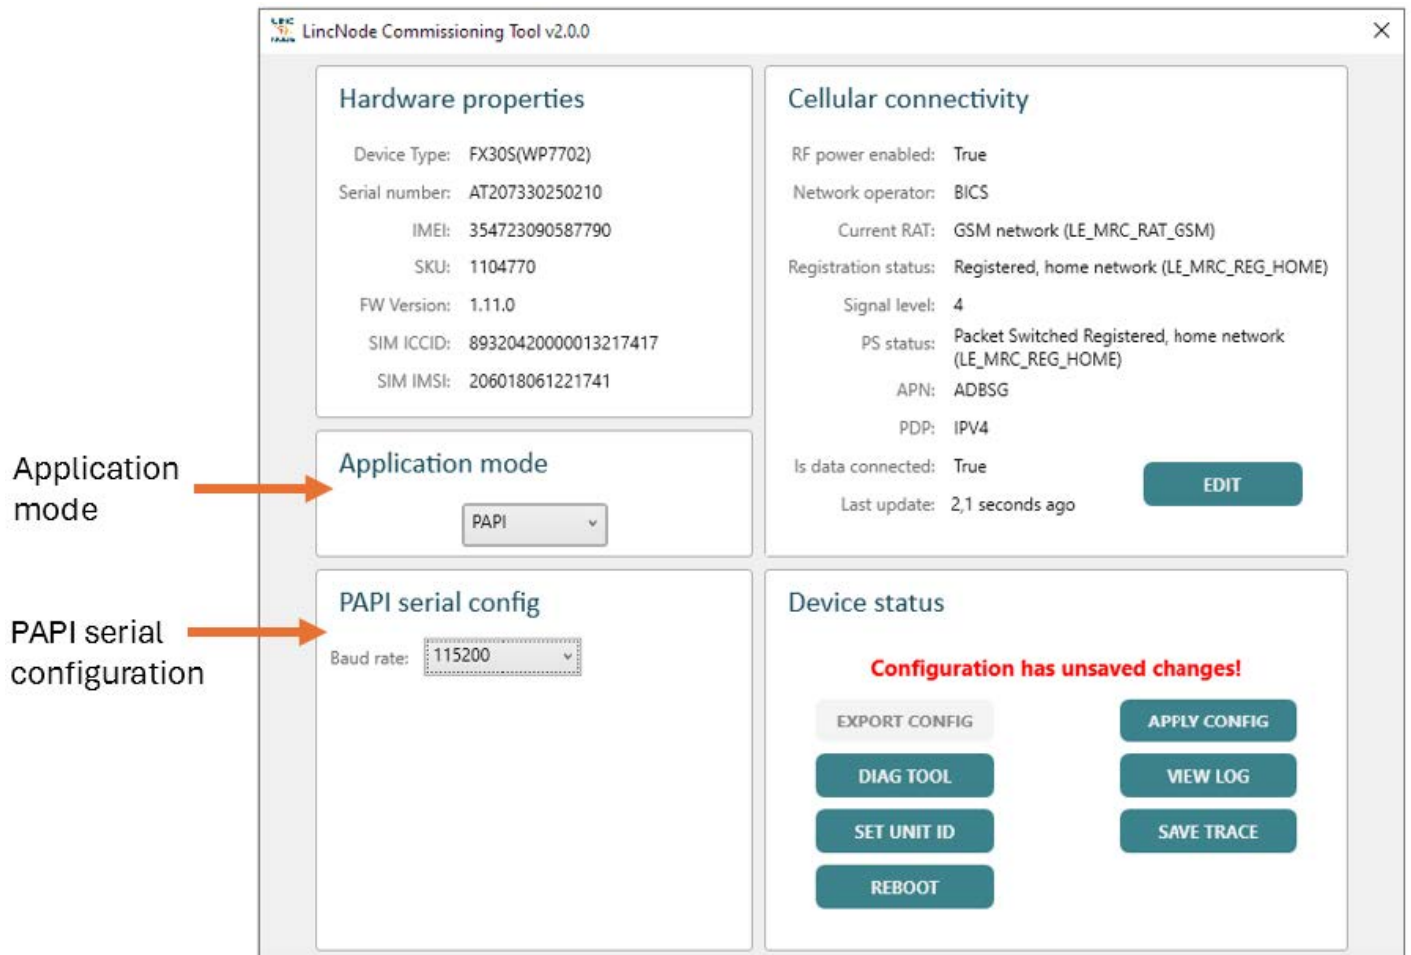 LincNode Commissioning Tool v2.0.0
Hardware properties
Device Type: FX30S(WP7702)
Serial number: AT207330250210
IMEI: 354723090587790
SKU: 1104770
FW Version: 1.11.0
SIM ICCID: 89320420000013217417
SIM IMSI: 206018061221741
Cellular connectivity
RF power enabled: True
Network operator: BICS
Current RAT: GSM network (LE_MRC_RAT_GSM)
Registration status: Registered, home network (LE_MRC_REG_HOME)
Signal level: 4
PS status: Packet Switched Registered, home network
(LE_MRC_REG_HOME)
APN: ADBSG
PDP: IPV4
Is data connected: True
Last update: 2,1 seconds ago
EDIT
Application
mode
Application mode
PAPI
PAPI serial
configuration
PAPI serial config
Baud rate: 115200
Device status
Configuration has unsaved changes!
EXPORT CONFIG
APPLY CONFIG
DIAG TOOL
VIEW LOG
SET UNIT ID
SAVE TRACE
REBOOT